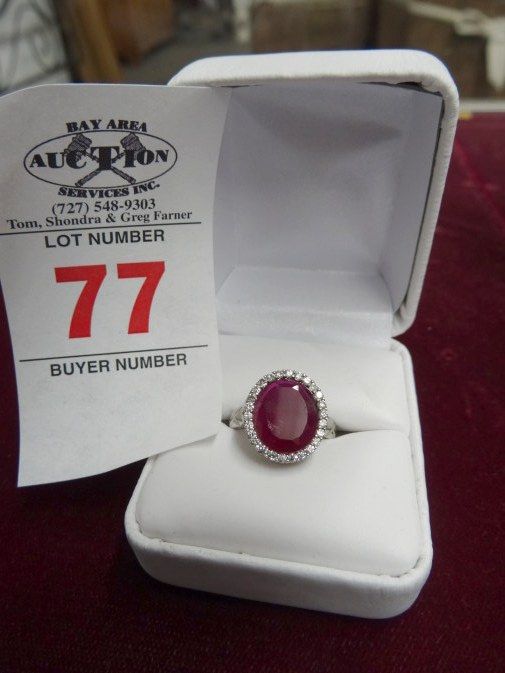 BAY AREA
AUCTION
SERVICES INC.
(727) 548-9303
Tom, Shondra & Greg Farner
LOT NUMBER
77
BUYER NUMBER